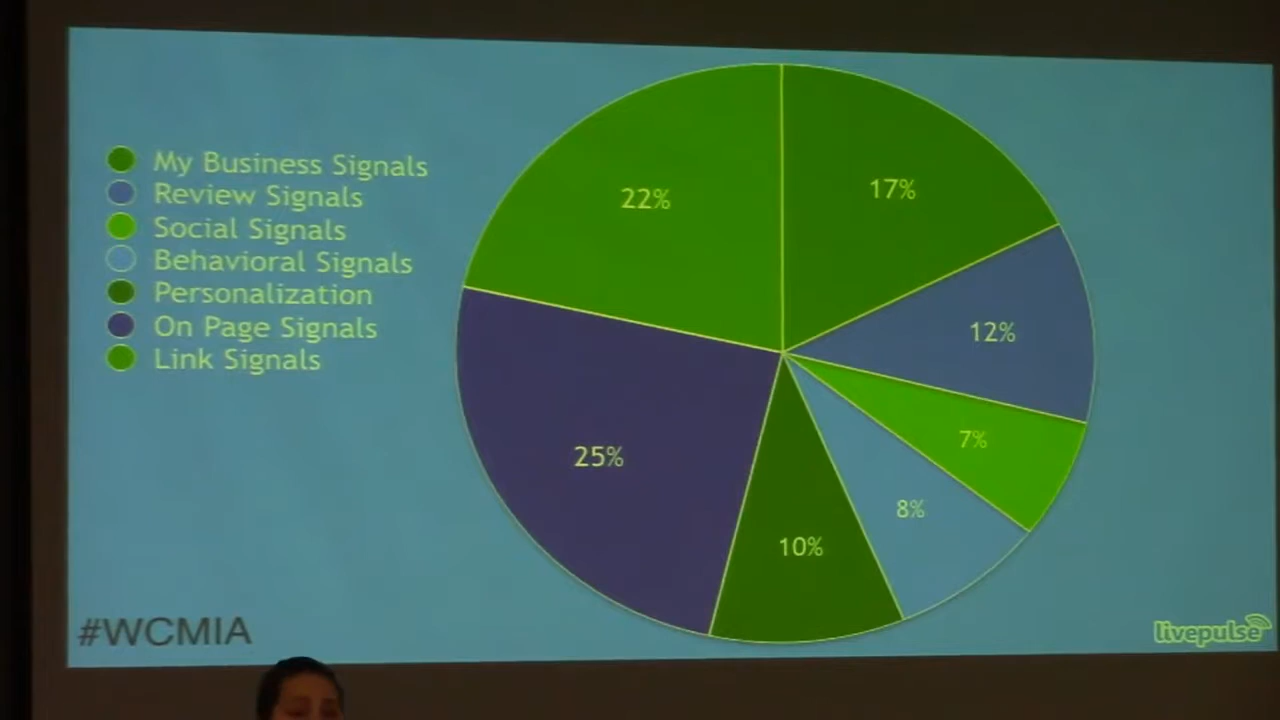 My Business Signals
Review Signals
Social Signals
Behavioral Signals
Personalization
On Page Signals
Link Signals
22%
17%
12%
7%
8%
10%
25%
#WCMIA
livepulse